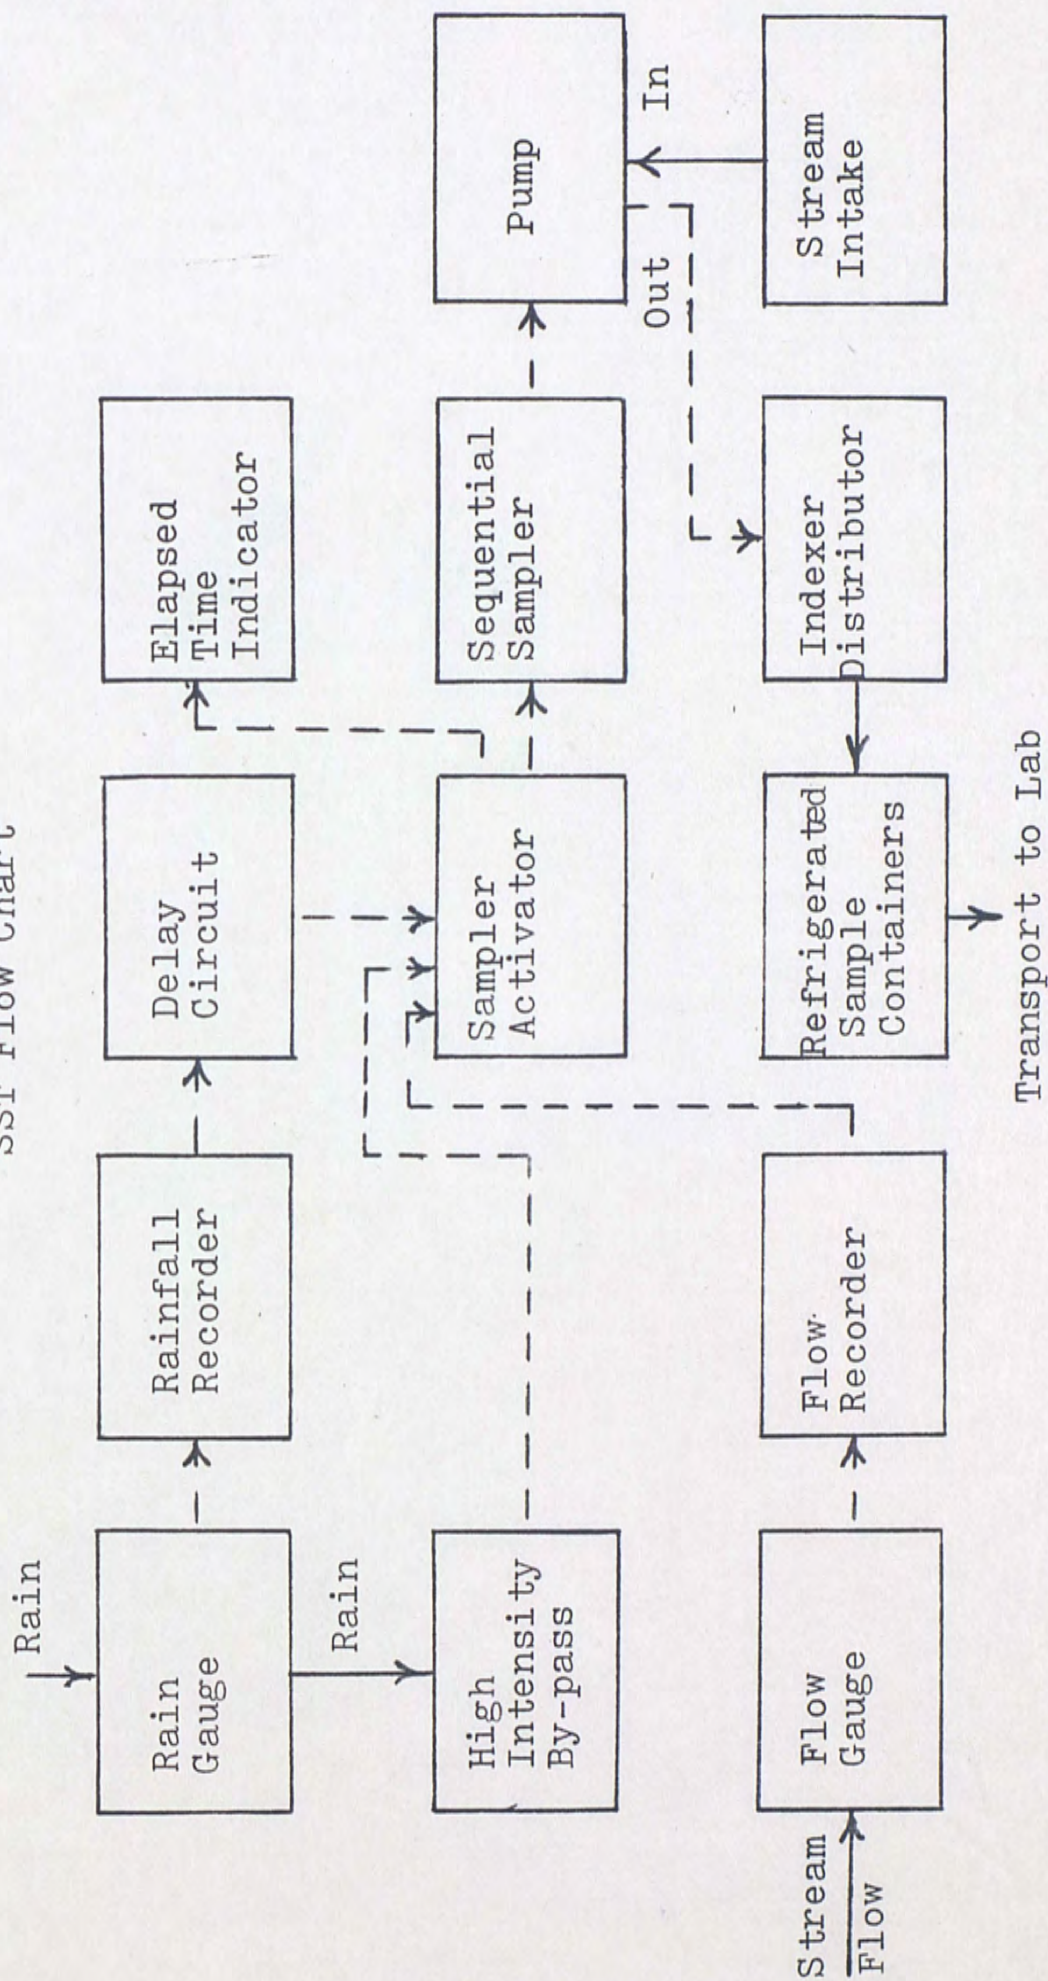 SST Flow Chart
Rain
Rain
Gauge
Rainfall
Recorder
Delay
Circuit
Elapsed
Time
Indicator
Rain
High
Intensity
By-pass
Sampler
Activator
Sequential
Sampler
Pump
Out
In
Stream
Flow
Flow
Gauge
Flow
Recorder
Refrigerated
Sample
Containers
Indexer
Distributor
Stream
Intake
Transport to Lab